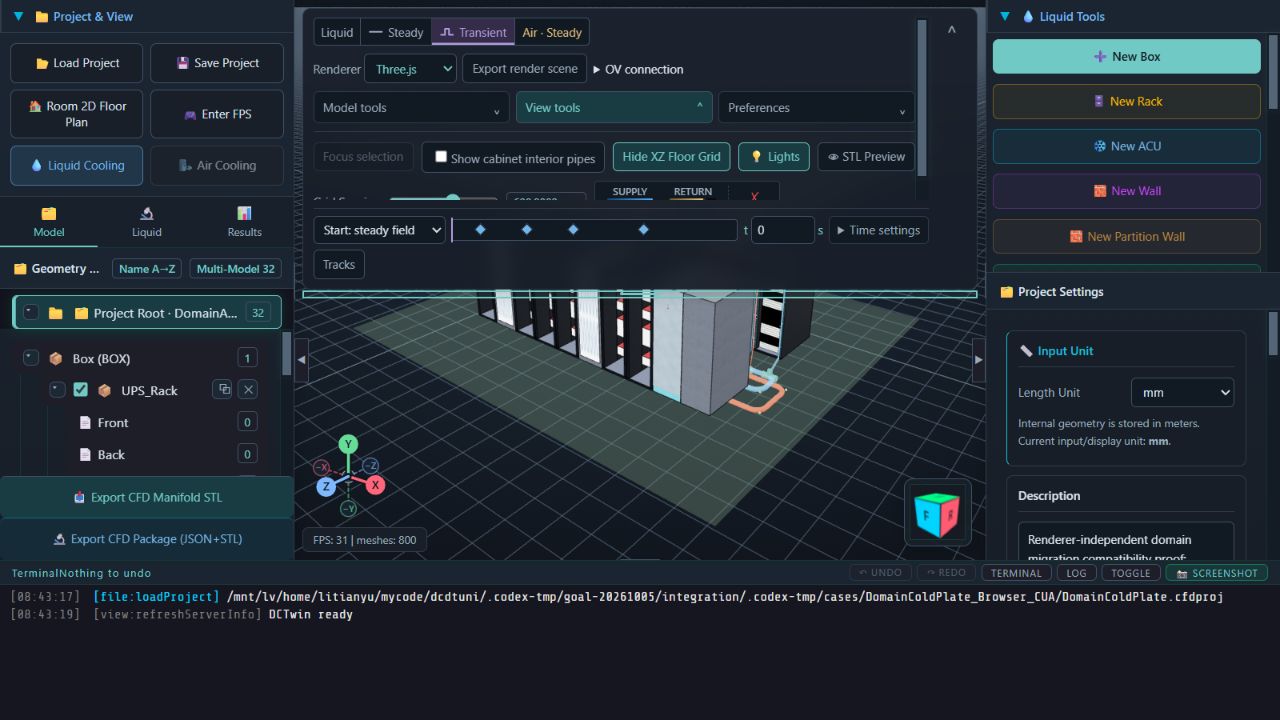 Project & View
Load Project
Save Project
Room 2D Floor Plan
Enter FPS
Liquid Cooling
Air Cooling
Model
Liquid
Results
Geometry ...
Name A→Z
Multi-Model 32
Project Root · DomainA...
32
Box (BOX)
1
UPS_Rack
Front
0
Back
0
Export CFD Manifold STL
Export CFD Package (JSON+STL)
Liquid
Steady
Transient
Air · Steady
Renderer
Three.js
Export render scene
OV connection
Model tools
View tools
Preferences
Focus selection
Show cabinet interior pipes
Hide XZ Floor Grid
Lights
STL Preview
SUPPLY
RETURN
X
Start: steady field
t
0
s
Time settings
Tracks
Y
-X
-Z
Z
X
-Y
F
R
FPS: 31 | meshes: 800
Liquid Tools
New Box
New Rack
New ACU
New Wall
New Partition Wall
Project Settings
Input Unit
Length Unit
mm
Internal geometry is stored in meters.
Current input/display unit: mm.
Description
Renderer-independent domain
migration compatibility proof;
TerminalNothing to undo
UNDO
REDO
TERMINAL
LOG
TOGGLE
SCREENSHOT
[08:43:17] [file:loadProject] /mnt/lv/home/litianyu/mycode/dcdtuni/.codex-tmp/goal-20261005/integration/.codex-tmp/cases/DomainColdPlate_Browser_CUA/DomainColdPlate.cfdproj
[08:43:19] [view:refreshServerInfo] DCTwin ready